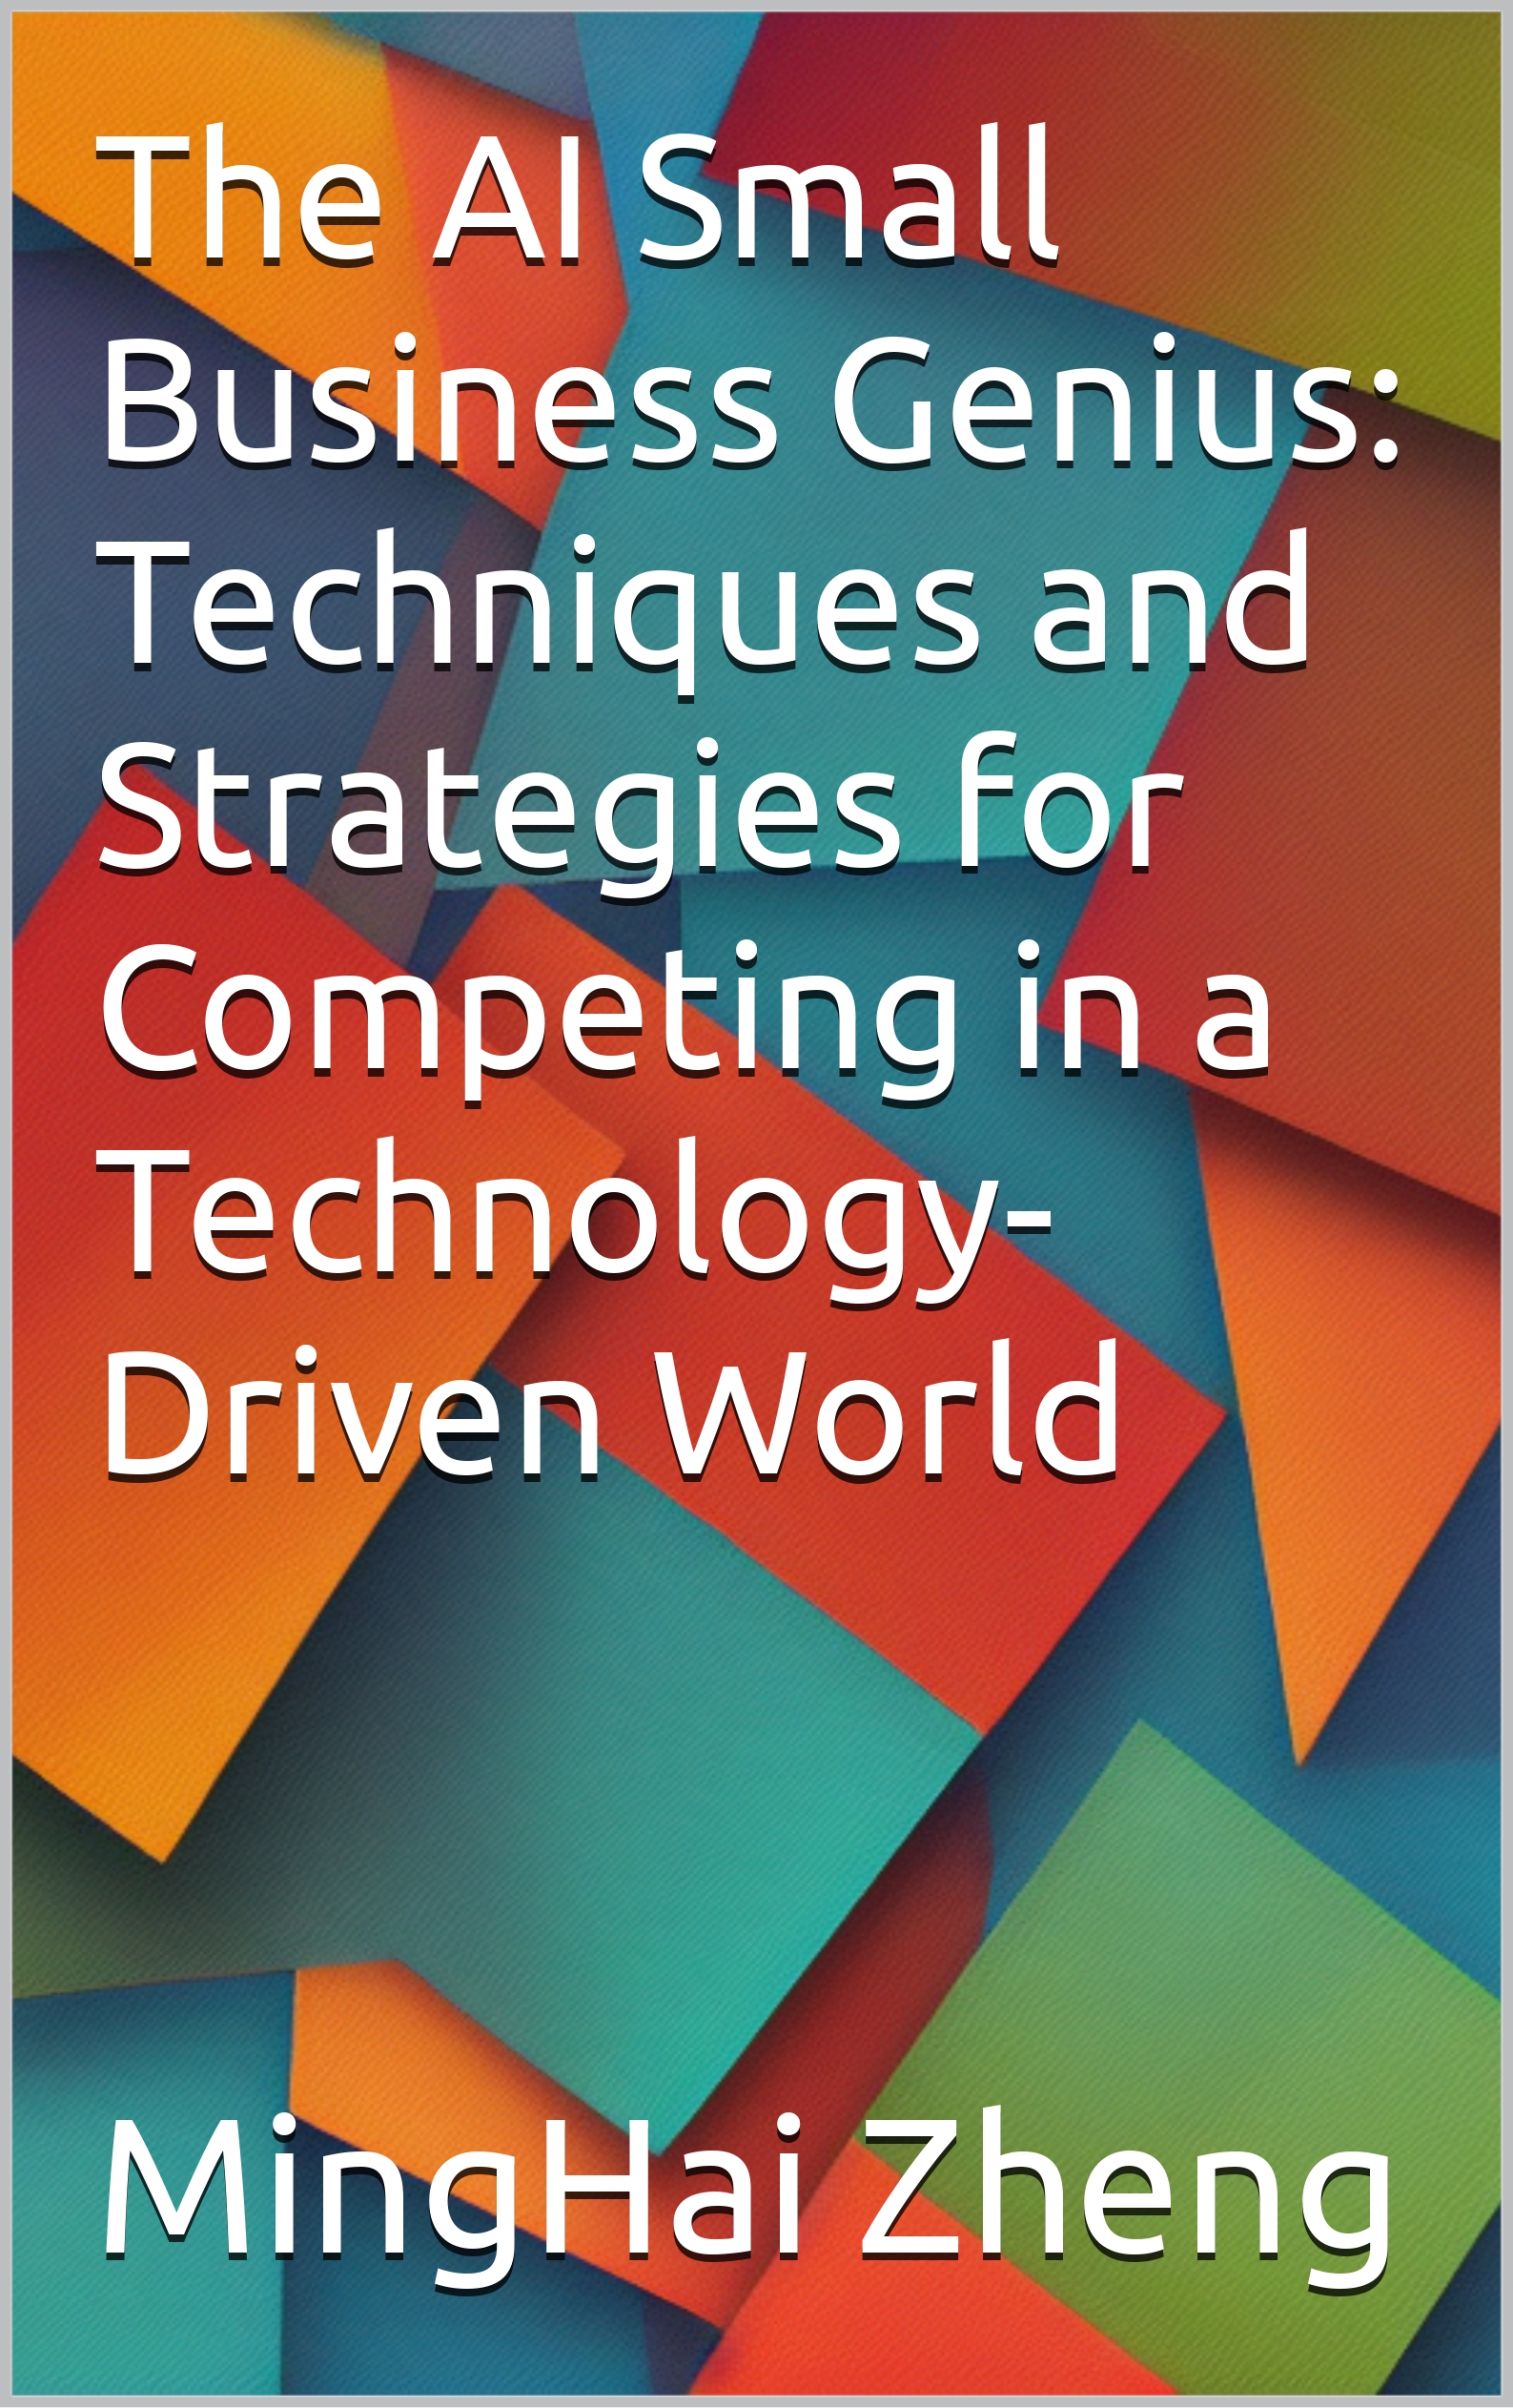 The AI Small
Business Genius:
Techniques and
Strategies for
Competing in a
Technology-
Driven World
MingHai Zheng